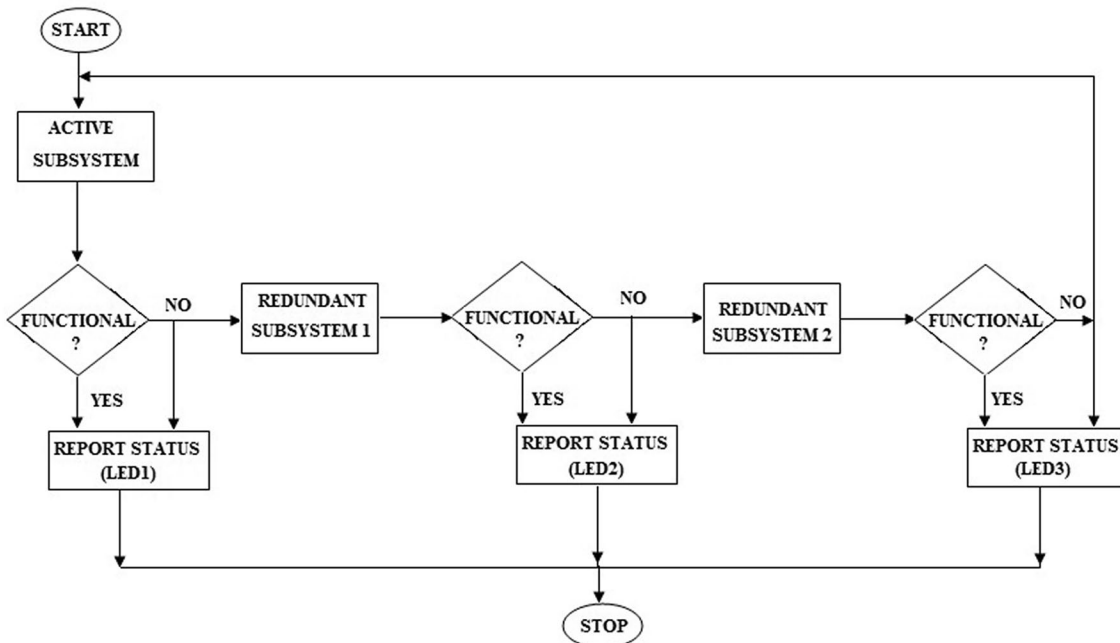 START
ACTIVE
SUBSYSTEM
FUNCTIONAL
?
NO
YES
REDUNDANT
SUBSYSTEM 1
FUNCTIONAL
?
NO
YES
REDUNDANT
SUBSYSTEM 2
FUNCTIONAL
?
NO
YES
REPORT STATUS
(LED1)
REPORT STATUS
(LED2)
REPORT STATUS
(LED3)
STOP